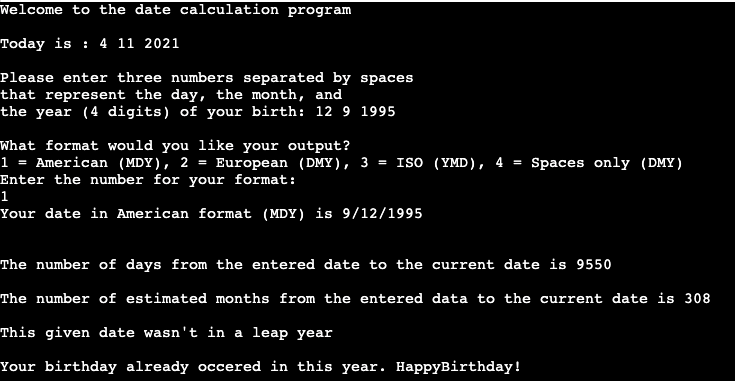 Welcome to the date calculation program
Today is : 4 11 2021
Please enter three numbers separated by spaces
that represent the day, the month, and
the year (4 digits) of your birth: 12 9 1995
What format would you like your output?
1 = American (MDY), 2 = European (DMY), 3 = ISO (YMD), 4 = Spaces only (DMY)
Enter the number for your format:
1
Your date in American format (MDY) is 9/12/1995
The number of days from the entered date to the current date is 9550
The number of estimated months from the entered data to the current date is 308
This given date wasn't in a leap year
Your birthday already occered in this year. HappyBirthday!